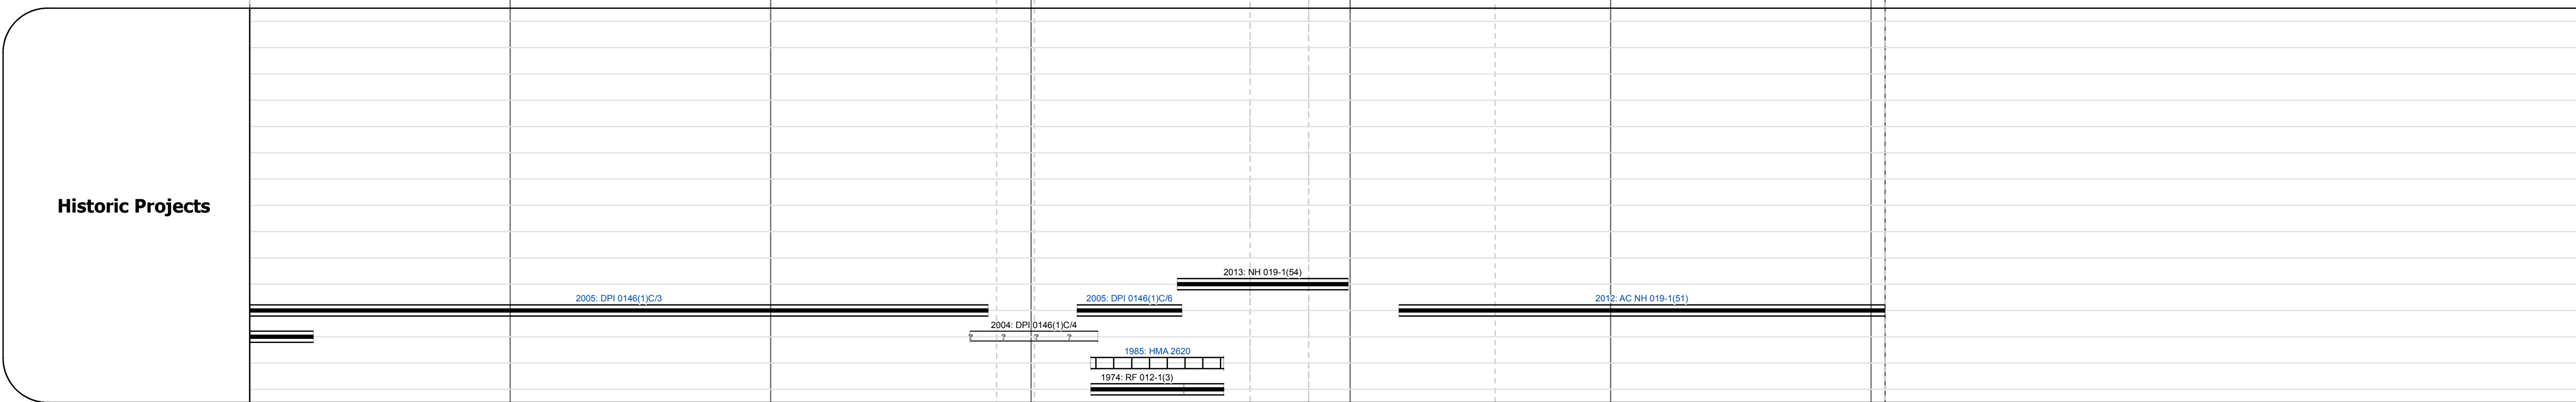 Historic Projects
2013: NH 019-1(54)
2005: DPI 0146(1)C/3
2005: DPI 0146(1)C/6
2012: AC NH 019-1(51)
2004: DPI 0146(1)C/4
? ? ? ?
1985: HMA 2620
1974: RF 012-1(3)